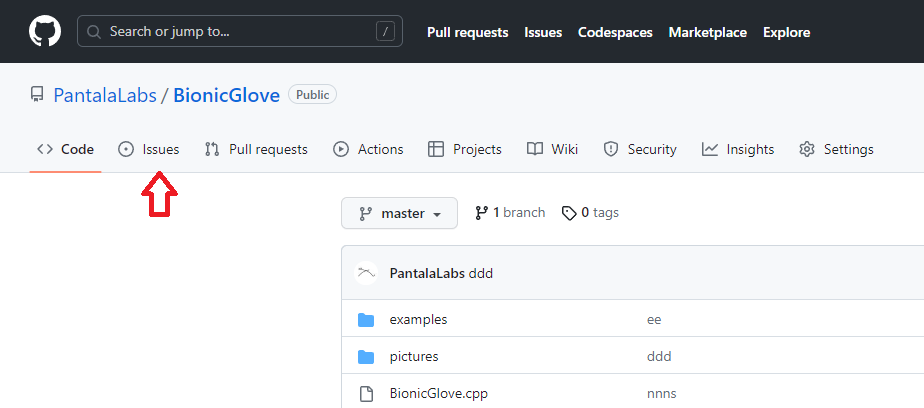 Search or jump to... / Pull requests Issues Codespaces Marketplace Explore
PantalaLabs / BionicGlove Public
Code Issues Pull requests Actions Projects Wiki Security Insights Settings
master 1 branch 0 tags
PantalaLabs ddd
examples ee
pictures ddd
BionicGlove.cpp nnns